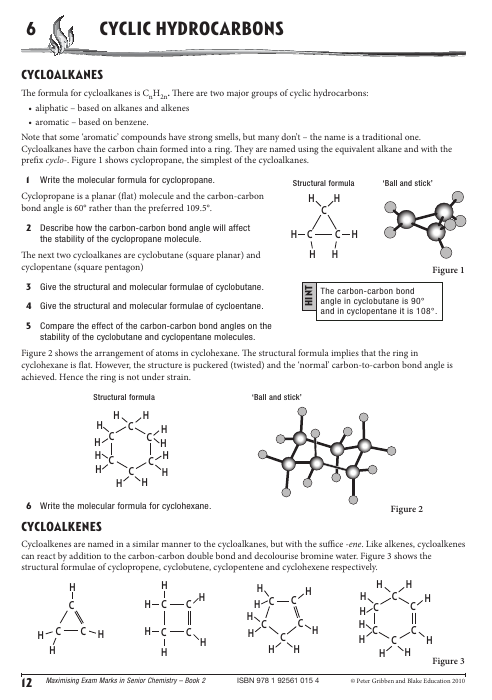 6 CYCLIC HYDROCARBONS
CYCLOALKANES
The formula for cycloalkanes is CnH2n. There are two major groups of cyclic hydrocarbons:
• aliphatic – based on alkanes and alkenes
• aromatic – based on benzene.
Note that some 'aromatic' compounds have strong smells, but many don't – the name is a traditional one.
Cycloalkanes have the carbon chain formed into a ring. They are named using the equivalent alkane and with the
prefix cyclo-. Figure 1 shows cyclopropane, the simplest of the cycloalkanes.
1 Write the molecular formula for cyclopropane.
Cyclopropane is a planar (flat) molecule and the carbon-carbon
bond angle is 60° rather than the preferred 109.5°.
2 Describe how the carbon-carbon bond angle will affect
the stability of the cyclopropane molecule.
The next two cycloalkanes are cyclobutane (square planar) and
cyclopentane (square pentagon)
3 Give the structural and molecular formulae of cyclobutane.
4 Give the structural and molecular formulae of cycloentane.
5 Compare the effect of the carbon-carbon bond angles on the
stability of the cyclobutane and cyclopentane molecules.
Structural formula
'Ball and stick'
H H
C
H C C H
H H
Figure 1
HINT
The carbon-carbon bond
angle in cyclobutane is 90°
and in cyclopentane it is 108°.
Figure 2 shows the arrangement of atoms in cyclohexane. The structural formula implies that the ring in
cyclohexane is flat. However, the structure is puckered (twisted) and the 'normal' carbon-to-carbon bond angle is
achieved. Hence the ring is not under strain.
Structural formula
'Ball and stick'
H H
H C H
H C C H
H C C H
H C H
H H
Figure 2
6 Write the molecular formula for cyclohexane.
CYCLOALKENES
Cycloalkenes are named in a similar manner to the cycloalkanes, but with the suffice -ene. Like alkenes, cycloalkenes
can react by addition to the carbon-carbon double bond and decolourise bromine water. Figure 3 shows the
structural formulae of cyclopropene, cyclobutene, cyclopentene and cyclohexene respectively.
H
C
H C C H
H
H H
H C C
H C C
H H
H H H
H C C
H C C H
C
H H
H H
H C H
H C C
H C C H
C
H H
Figure 3
12 Maximising Exam Marks in Senior Chemistry – Book 2 ISBN 978 1 92561 015 4 © Peter Gribben and Blake Education 2010